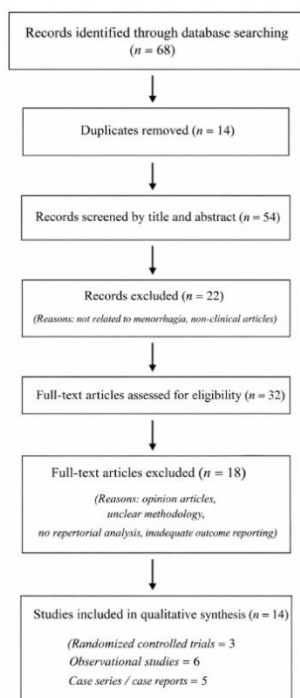 Records identified through database searching
(n = 68)
Duplicates removed (n = 14)
Records screened by title and abstract (n = 54)
Records excluded (n = 22)
(Reasons: not related to menorrhagia, non-clinical articles)
Full-text articles assessed for eligibility (n = 32)
Full-text articles excluded (n = 18)
(Reasons: opinion articles,
unclear methodology,
no repertorial analysis, inadequate outcome reporting)
Studies included in qualitative synthesis (n = 14)
(Randomized controlled trials = 3
Observational studies = 6
Case series / case reports = 5